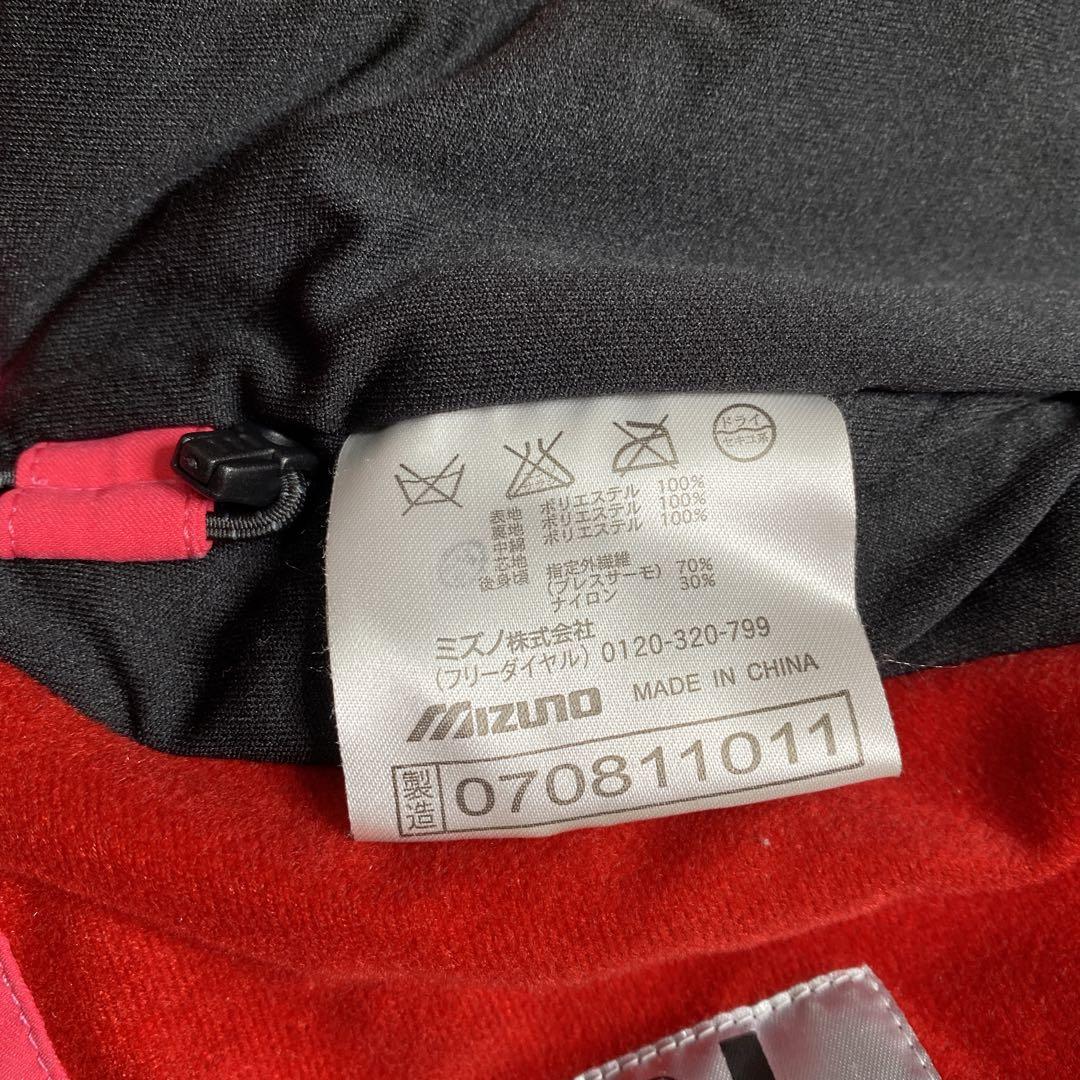 ドライ
セキユ系
表地 ポリエステル 100%
裏地 ポリエステル 100%
中綿 ポリエステル 100%
芯地
後身頃 指定外繊維 70%
(ブレスサーモ)
ナイロン 30%
ミズノ株式会社
(フリーダイヤル) 0120-320-799
MIZUNO MADE IN CHINA
製造 070811011